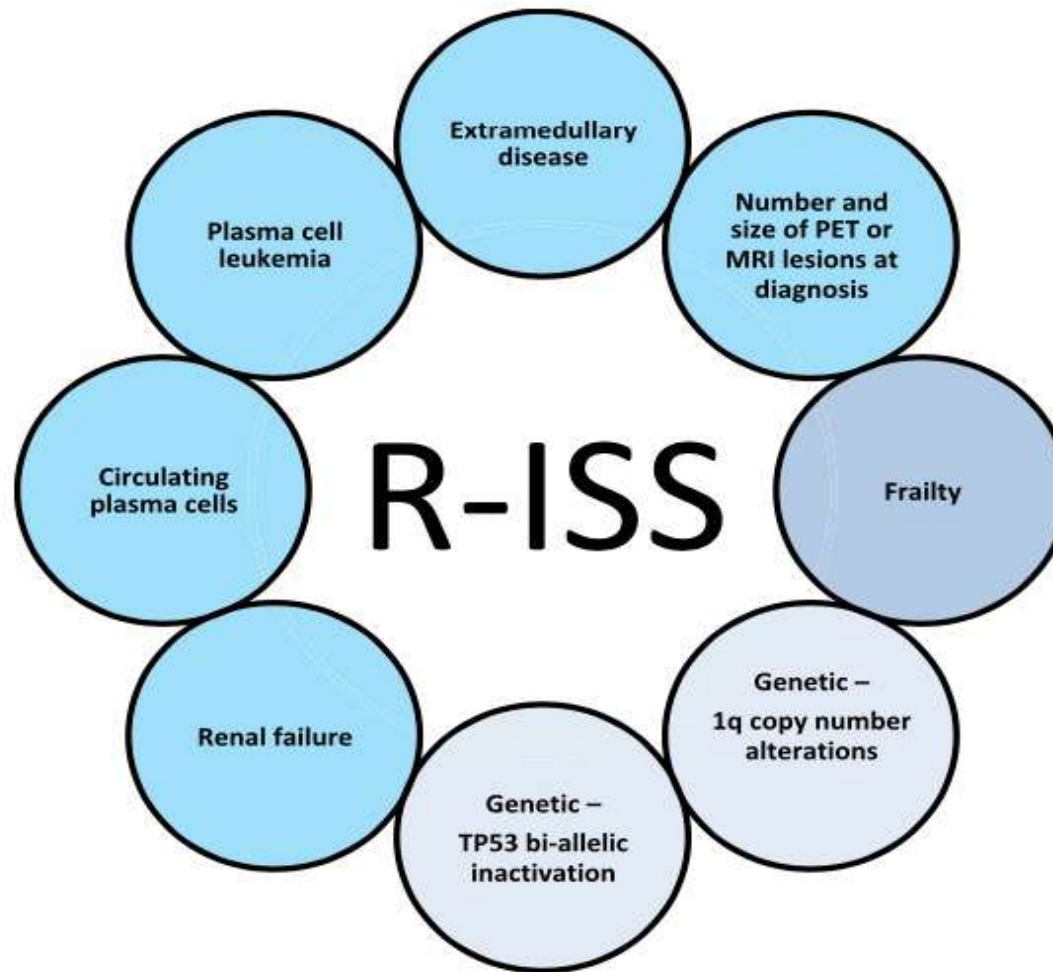 Extramedullary
disease
Number and
size of PET or
MRI lesions at
diagnosis
Frailty
Genetic –
1q copy number
alterations
Genetic –
TP53 bi-allelic
inactivation
Renal failure
Circulating
plasma cells
Plasma cell
leukemia
R-ISS